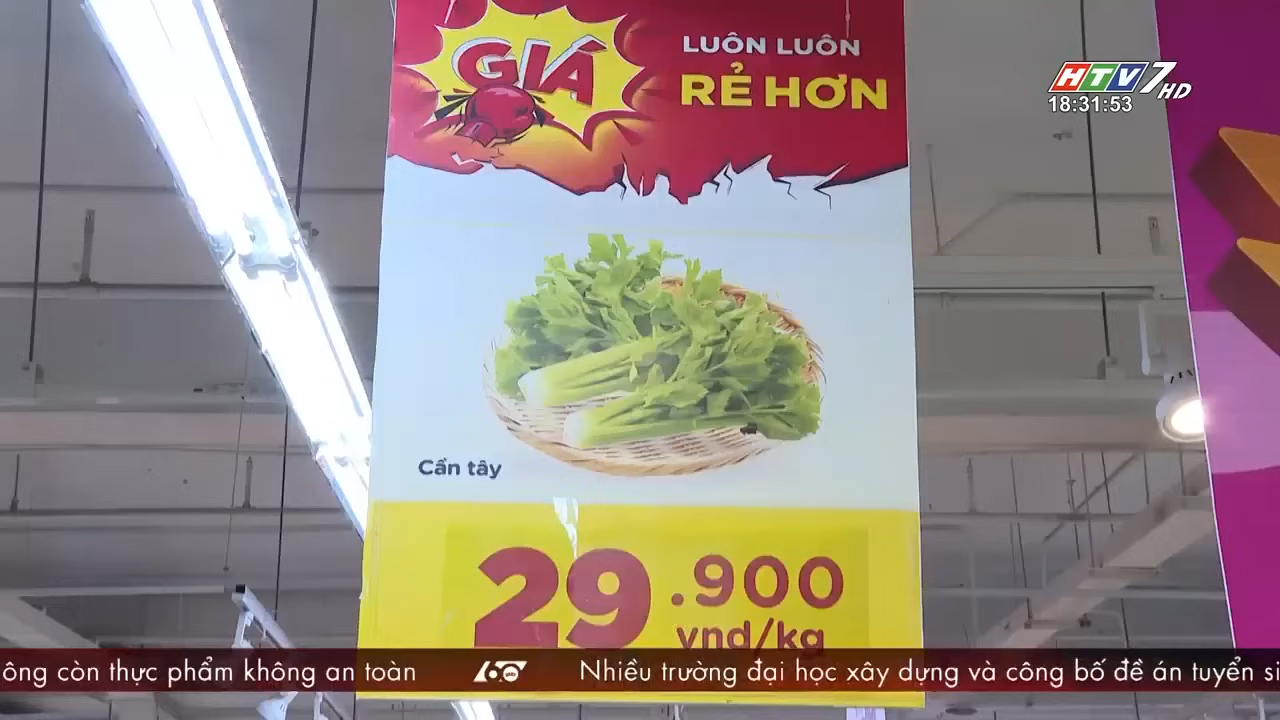 GIÁ
LUÔN LUÔN
RẺ HƠN
HTV7 HD
18:31:53
Cần tây
29.900
vnd/kg
ông còn thực phẩm không an toàn
60
Nhiều trường đại học xây dựng và công bố đề án tuyển si